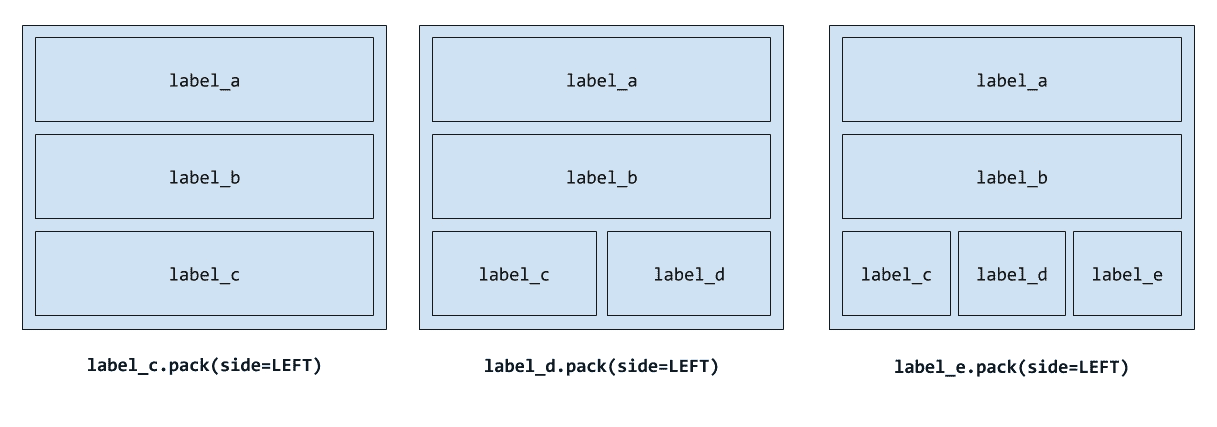 label_a
label_b
label_c
label_c.pack(side=LEFT)
label_a
label_b
label_c label_d
label_d.pack(side=LEFT)
label_a
label_b
label_c label_d label_e
label_e.pack(side=LEFT)